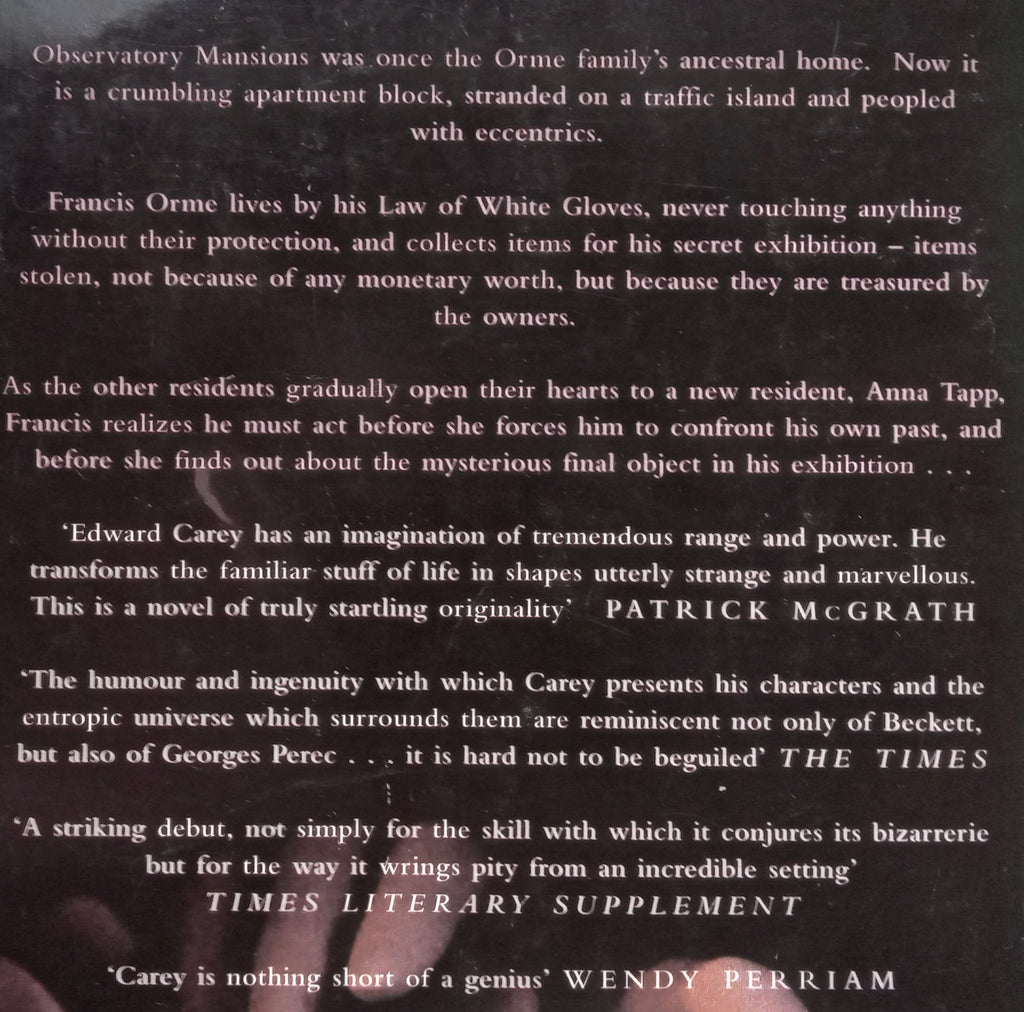 Observatory Mansions was once the Orme family's ancestral home. Now it
is a crumbling apartment block, stranded on a traffic island and peopled
with eccentrics.
Francis Orme lives by his Law of White Gloves, never touching anything
without their protection, and collects items for his secret exhibition – items
stolen, not because of any monetary worth, but because they are treasured by
the owners.
As the other residents gradually open their hearts to a new resident, Anna Tapp,
Francis realizes he must act before she forces him to confront his own past, and
before she finds out about the mysterious final object in his exhibition . . .
'Edward Carey has an imagination of tremendous range and power. He
transforms the familiar stuff of life in shapes utterly strange and marvellous.
This is a novel of truly startling originality' PATRICK McGRATH
'The humour and ingenuity with which Carey presents his characters and the
entropic universe which surrounds them are reminiscent not only of Beckett,
but also of Georges Perec . . . it is hard not to be beguiled' THE TIMES
'A striking debut, not simply for the skill with which it conjures its bizarrerie
but for the way it wrings pity from an incredible setting'
TIMES LITERARY SUPPLEMENT
'Carey is nothing short of a genius' WENDY PERRIAM